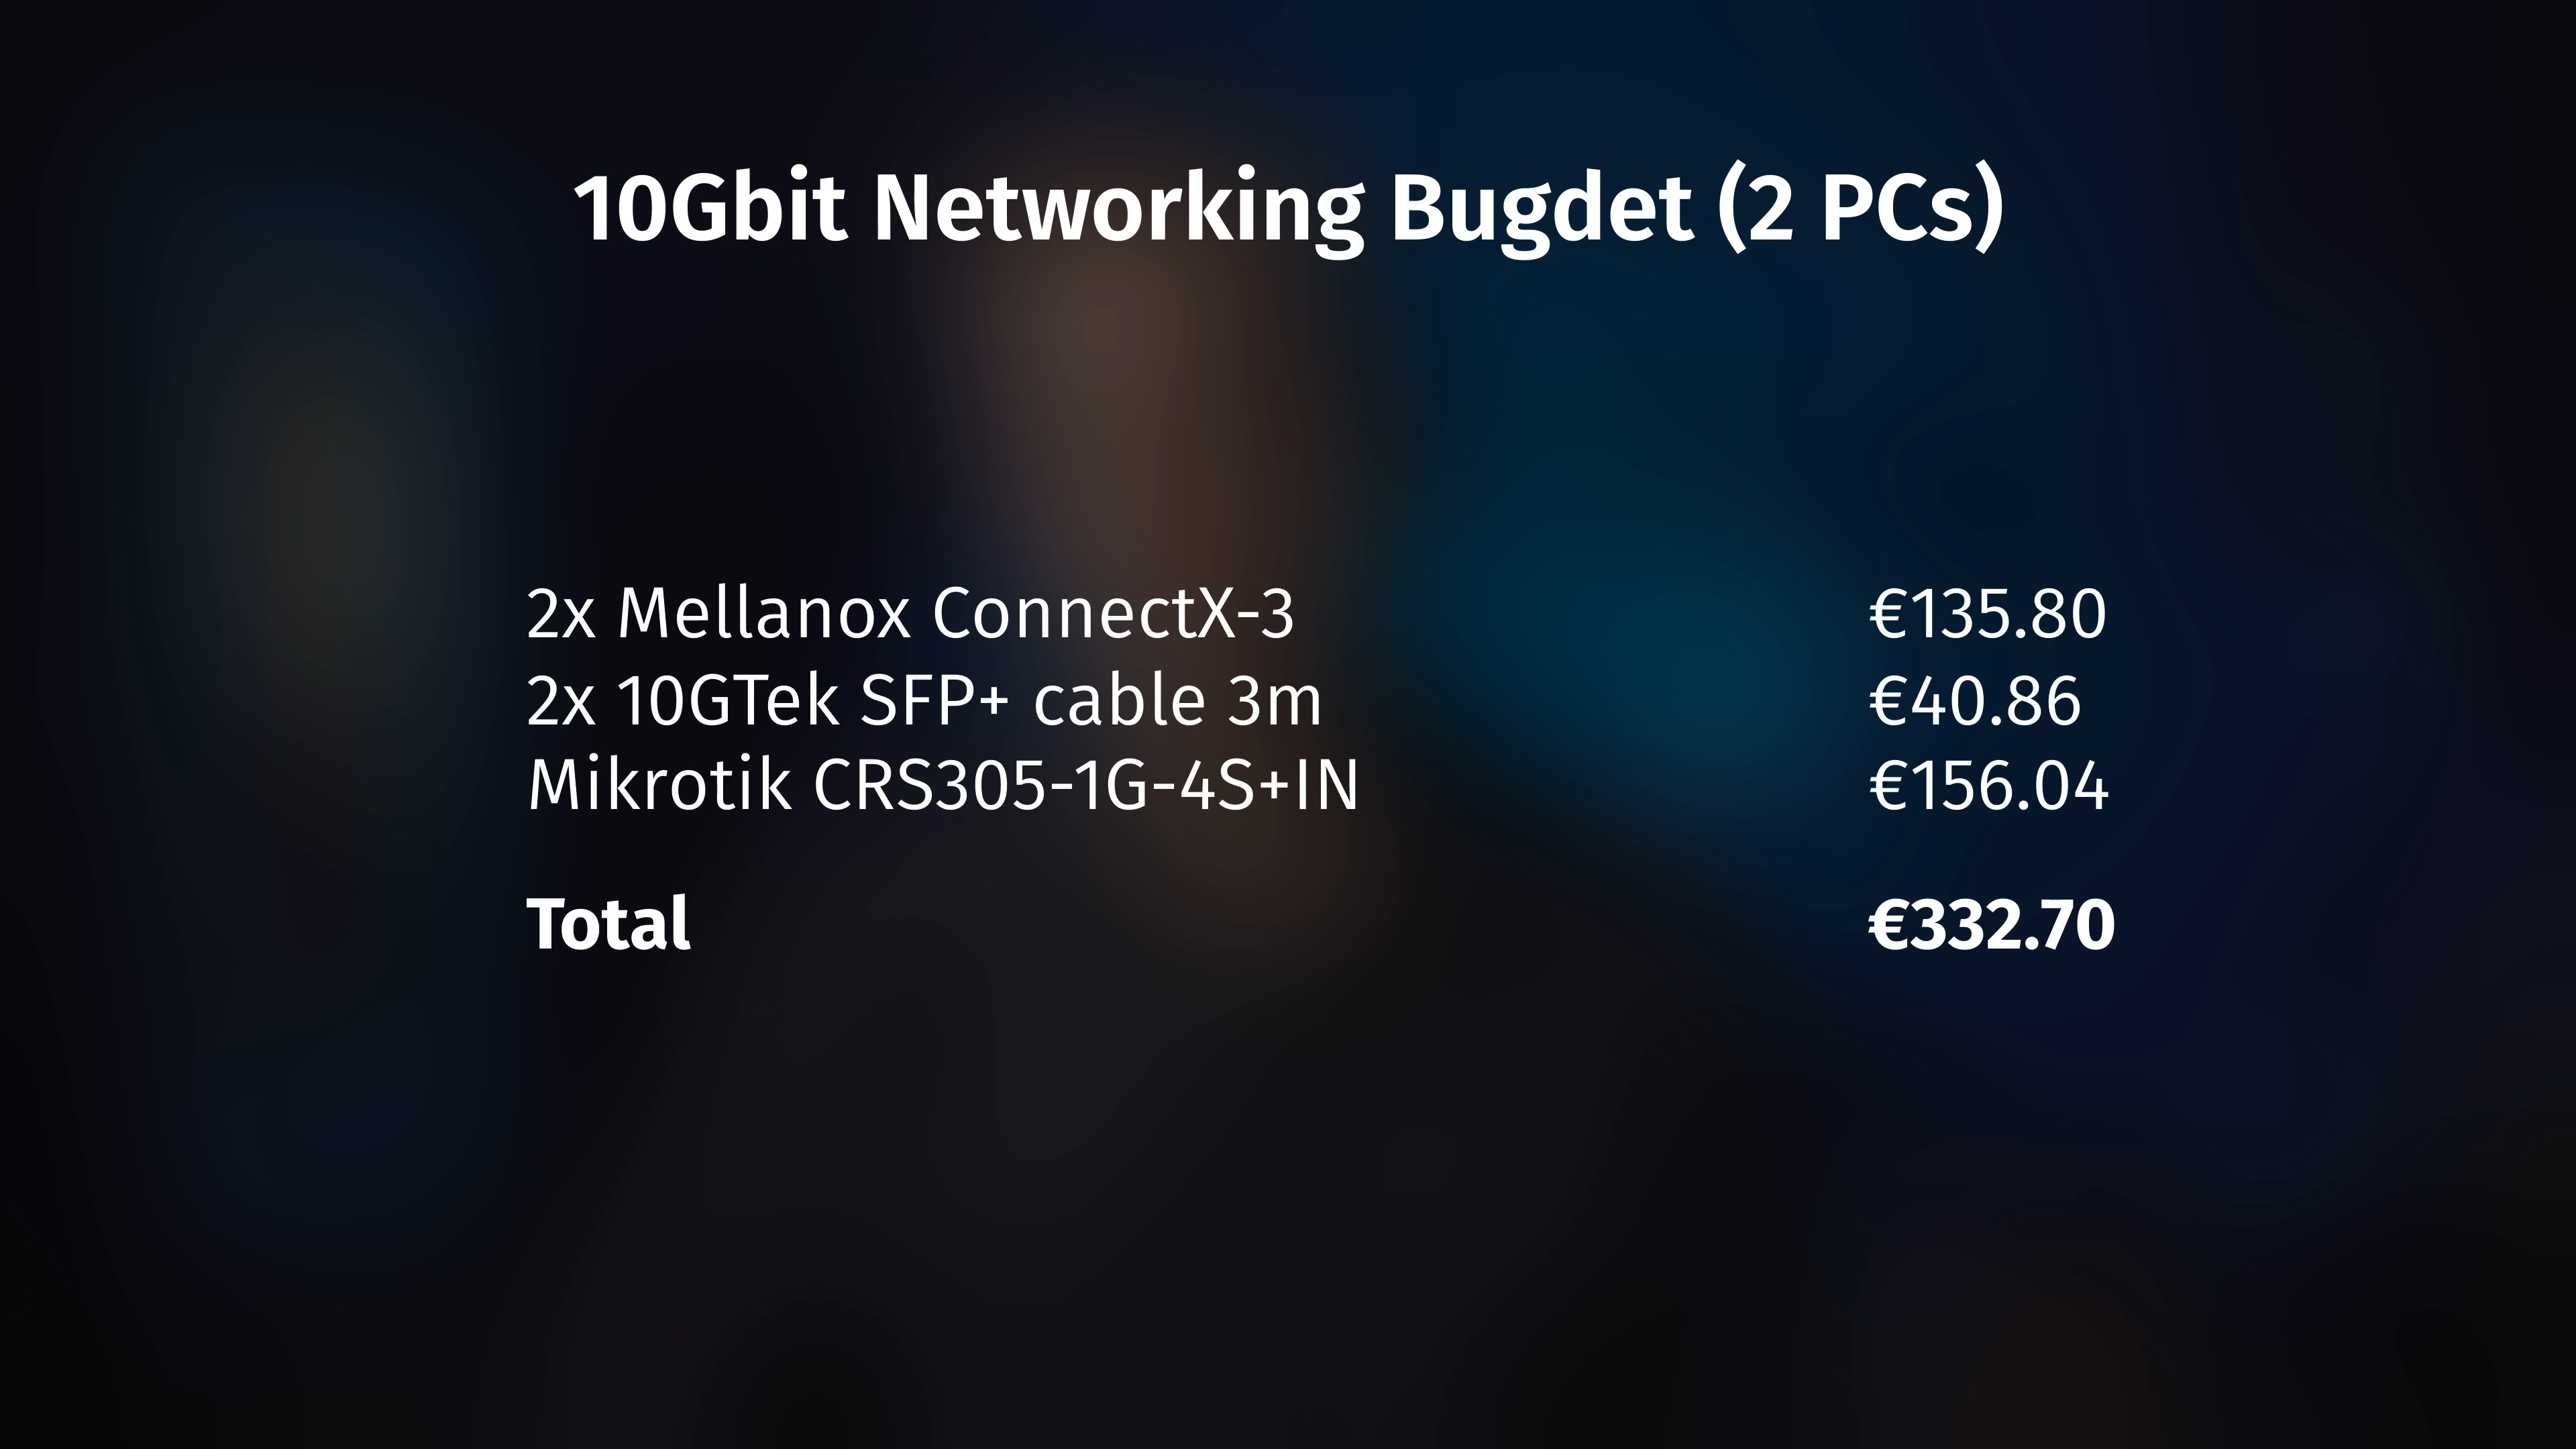 10Gbit Networking Bugdet (2 PCs)
2x Mellanox ConnectX-3 €135.80
2x 10GTek SFP+ cable 3m €40.86
Mikrotik CRS305-1G-4S+IN €156.04
Total €332.70